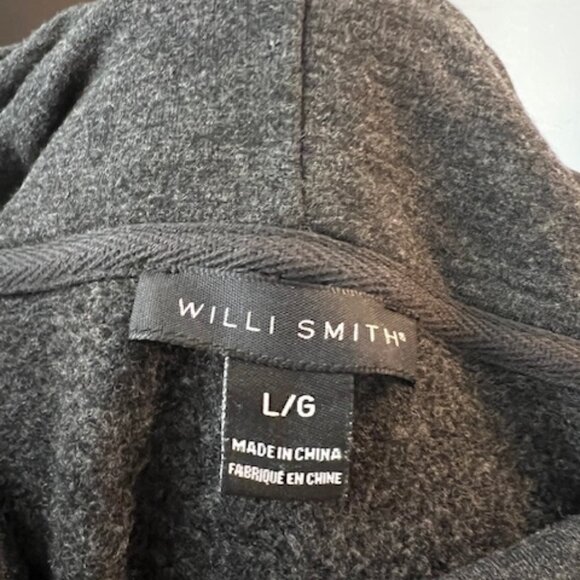 WILLI SMITH®
L/G
MADE IN CHINA
FABRIQUÉ EN CHINE